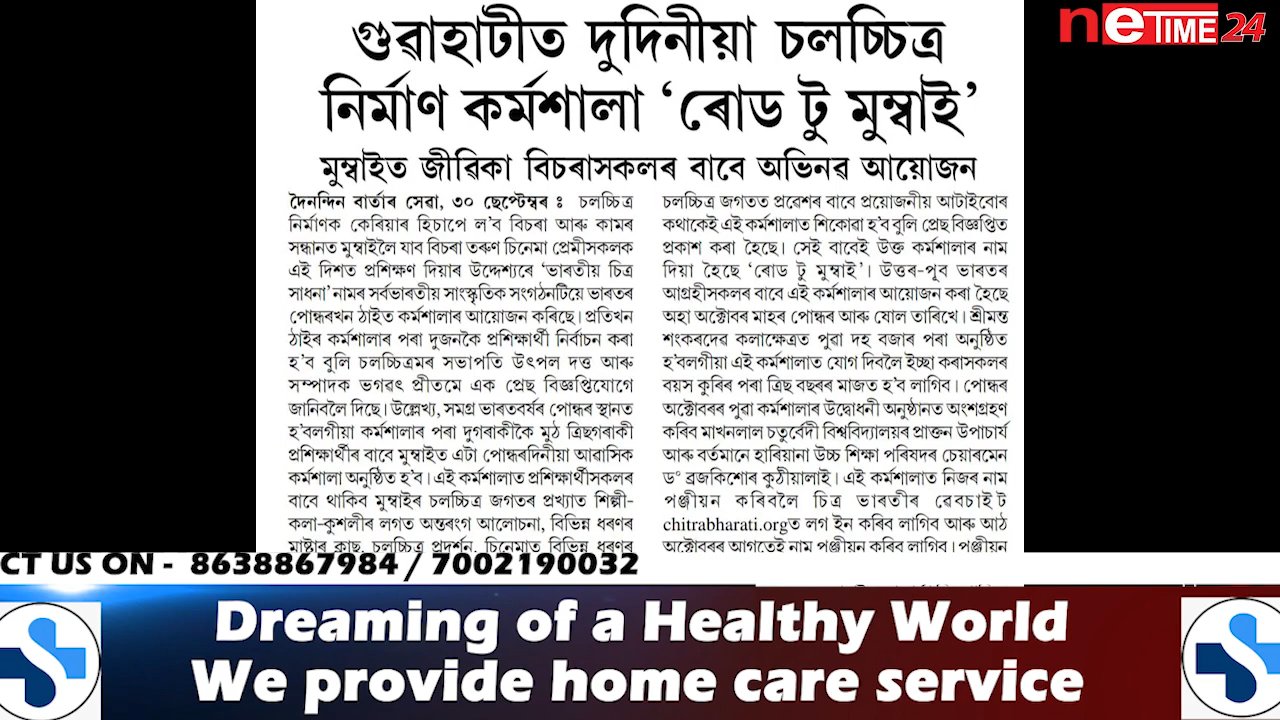 neTIME24
গুৱাহাটীত দুদিনীয়া চলচ্চিত্ৰ
নিৰ্মাণ কৰ্মশালা ‘ৰোড টু মুম্বাই’
মুম্বাইত জীৱিকা বিচৰাসকলৰ বাবে অভিনৱ আয়োজন
দৈনন্দিন বাৰ্তাৰ সেৱা, ৩০ ছেপ্টেম্বৰ ঃ চলচ্চিত্ৰ
নিৰ্মাণক কেৰিয়াৰ হিচাপে ল’ব বিচৰা আৰু কামৰ
সন্ধানত মুম্বাইলৈ যাব বিচৰা তৰুণ চিনেমা প্ৰেমীসকলক
এই দিশত প্ৰশিক্ষণ দিয়াৰ উদ্দেশ্যৰে ‘ভাৰতীয় চিত্ৰ
সাধনা’ নামৰ সৰ্বভাৰতীয় সাংস্কৃতিক সংগঠনটিয়ে ভাৰতৰ
পোন্ধৰখন ঠাইত কৰ্মশালাৰ আয়োজন কৰিছে। প্ৰতিখন
ঠাইৰ কৰ্মশালাৰ পৰা দুজনকৈ প্ৰশিক্ষাৰ্থী নিৰ্বাচন কৰা
হ’ব বুলি চলচ্চিত্ৰমৰ সভাপতি উৎপল দত্ত আৰু
সম্পাদক ভগৱৎ প্ৰীতমে এক প্ৰেছ বিজ্ঞপ্তিযোগে
জানিবলৈ দিছে। উল্লেখ্য, সমগ্ৰ ভাৰতবৰ্ষৰ পোন্ধৰ স্থানত
হ’বলগীয়া কৰ্মশালাৰ পৰা দুগৰাকীকৈ মুঠ ত্ৰিছগৰাকী
প্ৰশিক্ষাৰ্থীৰ বাবে মুম্বাইত এটা পোন্ধৰদিনীয়া আৱাসিক
কৰ্মশালা অনুষ্ঠিত হ’ব। এই কৰ্মশালাত প্ৰশিক্ষাৰ্থীসকলৰ
বাবে থাকিব মুম্বাইৰ চলচ্চিত্ৰ জগতৰ প্ৰখ্যাত শিল্পী-
কলা-কুশলীৰ লগত অন্তৰংগ আলোচনা, বিভিন্ন ধৰণৰ
মাষ্টাৰ ক্লাছ, চলচ্চিত্ৰ প্ৰদৰ্শন, চিনেমাত বিভিন্ন ধৰণৰ
চলচ্চিত্ৰ জগতত প্ৰৱেশৰ বাবে প্ৰয়োজনীয় আটাইবোৰ
কথাকেই এই কৰ্মশালাত শিকোৱা হ’ব বুলি প্ৰেছ বিজ্ঞপ্তিত
প্ৰকাশ কৰা হৈছে। সেই বাবেই উক্ত কৰ্মশালাৰ নাম
দিয়া হৈছে ‘ৰোড টু মুম্বাই’। উত্তৰ-পূব ভাৰতৰ
আগ্ৰহীসকলৰ বাবে এই কৰ্মশালাৰ আয়োজন কৰা হৈছে
অহা অক্টোবৰ মাহৰ পোন্ধৰ আৰু ষোল তাৰিখে। শ্ৰীমন্ত
শংকৰদেৱ কলাক্ষেত্ৰত পুৱা দহ বজাৰ পৰা অনুষ্ঠিত
হ’বলগীয়া এই কৰ্মশালাত যোগ দিবলৈ ইচ্ছা কৰাসকলৰ
বয়স কুৰিৰ পৰা ত্ৰিছ বছৰৰ মাজত হ’ব লাগিব। পোন্ধৰ
অক্টোবৰৰ পুৱা কৰ্মশালাৰ উদ্বোধনী অনুষ্ঠানত অংশগ্ৰহণ
কৰিব মাখনলাল চতুৰ্বেদী বিশ্ববিদ্যালয়ৰ প্ৰাক্তন উপাচাৰ্য
আৰু বৰ্তমানে হাৰিয়ানা উচ্চ শিক্ষা পৰিষদৰ চেয়াৰমেন
ড° ব্ৰজকিশোৰ কুঠীয়ালাই। এই কৰ্মশালাত নিজৰ নাম
পঞ্জীয়ন কৰিবলৈ চিত্ৰ ভাৰতীৰ ৱেবচাইট
chitrabharati.orgত লগ ইন কৰিব লাগিব আৰু আঠ
অক্টোবৰৰ আগতেই নাম পঞ্জীয়ন কৰিব লাগিব। পঞ্জীয়ন
CT US ON - 8638867984 / 7002190032
Dreaming of a Healthy World
We provide home care service